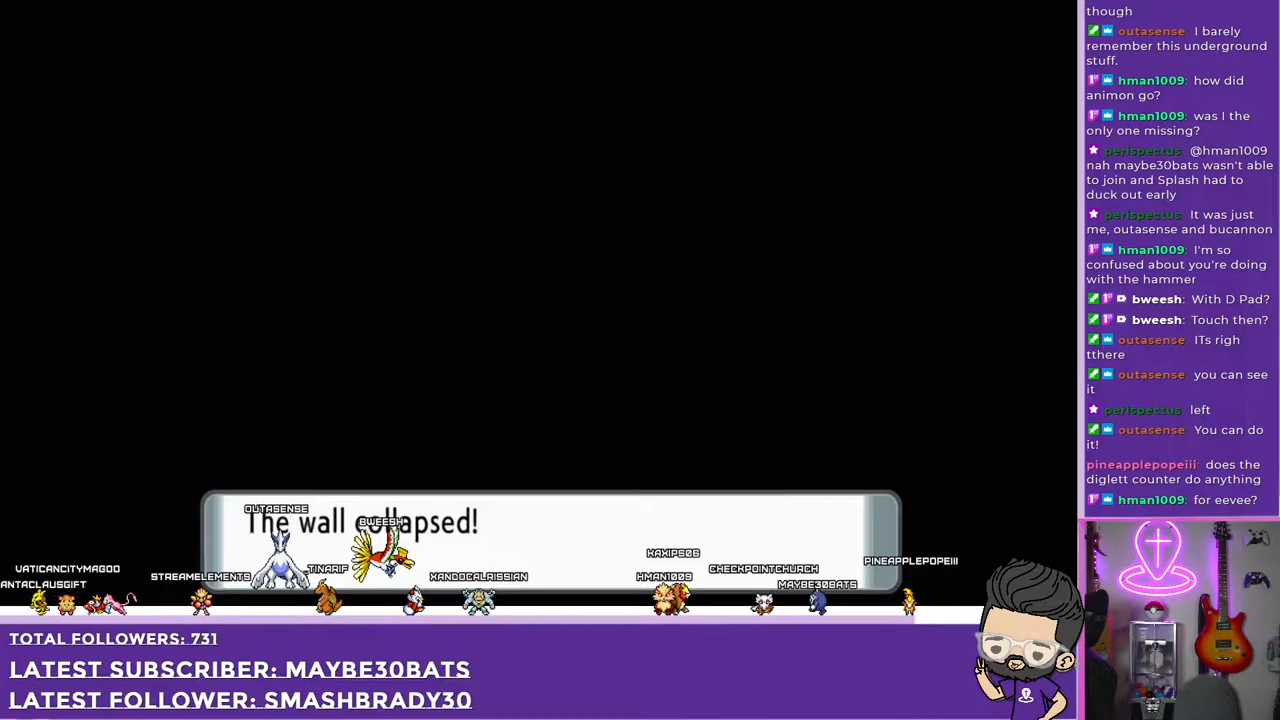 though
outasense: I barely
remember this underground
stuff.
hman1009: how did
animon go?
hman1009: was I the
only one missing?
perispectus: @hman1009
nah maybe30bats wasn't able
to join and Splash had to
duck out early
perispectus: It was just
me, outasense and bucannon
hman1009: I'm so
confused about you're doing
with the hammer
bweesh: With D Pad?
bweesh: Touch then?
outasense: ITs righ
tthere
outasense: you can see
it
perispectus: left
outasense: You can do
it!
pineapplepopeiii: does the
diglett counter do anything
hman1009: for eevee?
The wall collapsed!
OUTASENSE
BWEESH
VATICANCITYMAGOO
ANTACLAUSGIFT
STREAMELEMENTS
TINARIF
XANDOCALRISSIAN
KAXIPS06
HMAN1009
CHECKPOINTCHURCH
MAYBE30BATS
PINEAPPLEPOPEIII
TOTAL FOLLOWERS: 731
LATEST SUBSCRIBER: MAYBE30BATS
LATEST FOLLOWER: SMASHBRADY30